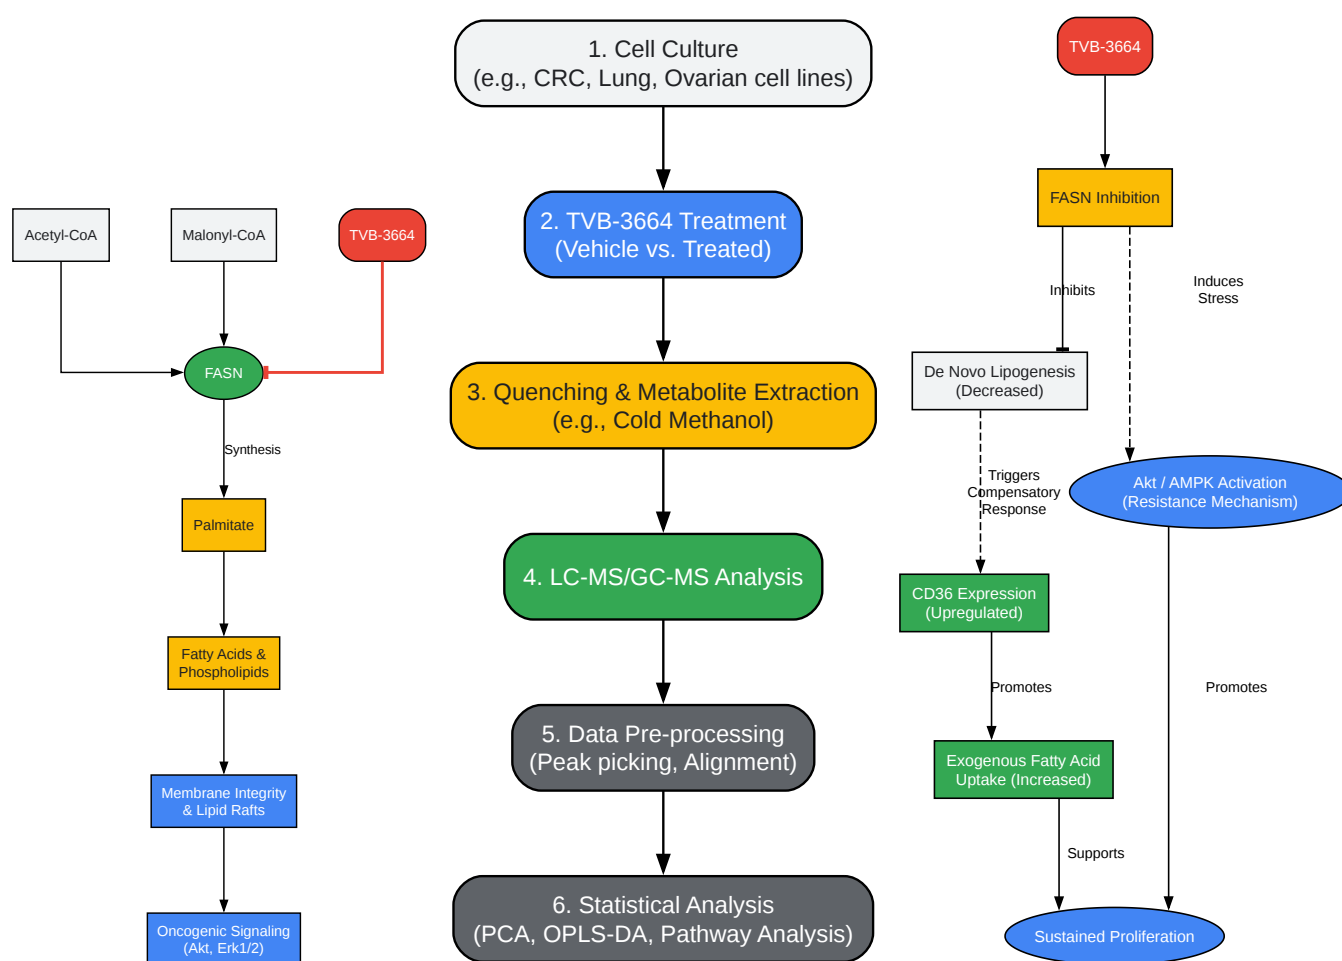 Acetyl-CoA
Malonyl-CoA
TVB-3664
FASN
Synthesis
Palmitate
Fatty Acids &
Phospholipids
Membrane Integrity
& Lipid Rafts
Oncogenic Signaling
(Akt, Erk1/2)
1. Cell Culture
(e.g., CRC, Lung, Ovarian cell lines)
2. TVB-3664 Treatment
(Vehicle vs. Treated)
3. Quenching & Metabolite Extraction
(e.g., Cold Methanol)
4. LC-MS/GC-MS Analysis
5. Data Pre-processing
(Peak picking, Alignment)
6. Statistical Analysis
(PCA, OPLS-DA, Pathway Analysis)
TVB-3664
FASN Inhibition
Inhibits
Induces
Stress
De Novo Lipogenesis
(Decreased)
Triggers
Compensatory
Response
Akt / AMPK Activation
(Resistance Mechanism)
CD36 Expression
(Upregulated)
Promotes
Promotes
Exogenous Fatty Acid
Uptake (Increased)
Supports
Sustained Proliferation